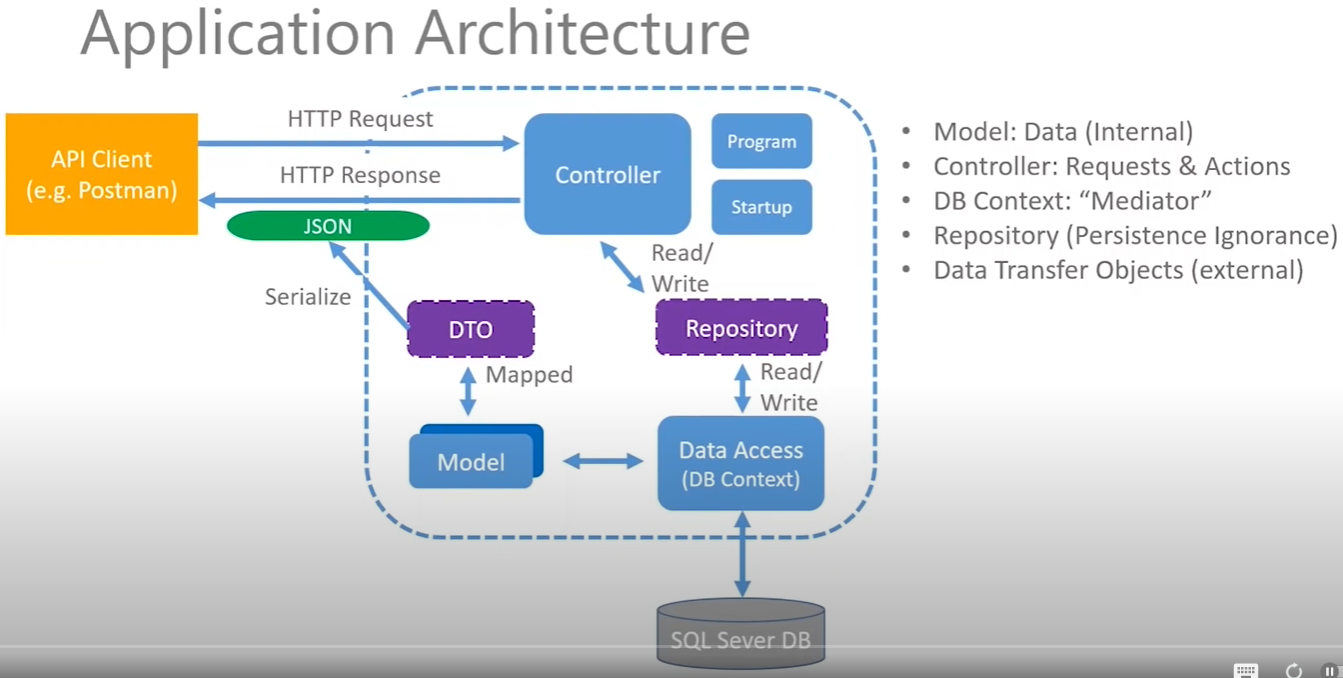 Application Architecture
HTTP Request
API Client
(e.g. Postman)
HTTP Response
JSON
Controller
Program
Startup
Read/
Write
Serialize
DTO
Repository
Mapped
Read/
Write
Model
Data Access
(DB Context)
SQL Sever DB
• Model: Data (Internal)
• Controller: Requests & Actions
• DB Context: “Mediator”
• Repository (Persistence Ignorance)
• Data Transfer Objects (external)